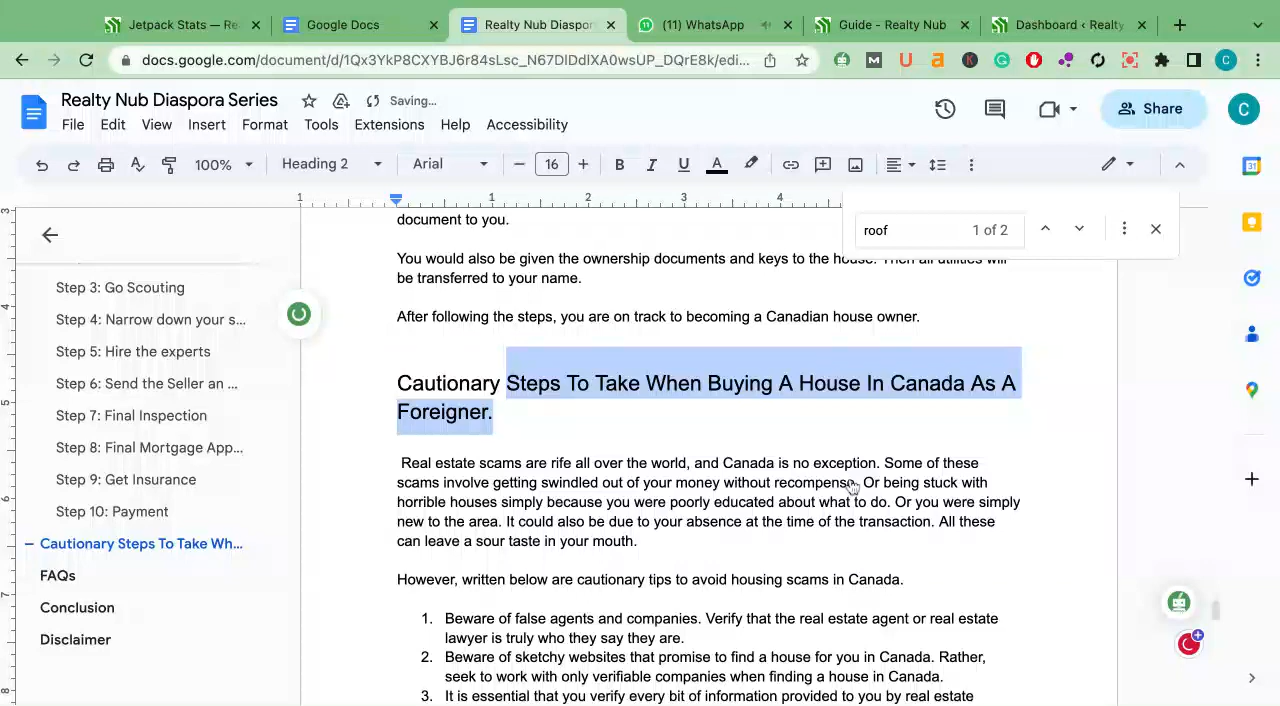 Jetpack Stats — Re
Google Docs
Realty Nub Diaspor
(11) WhatsApp
Guide - Realty Nub
Dashboard ‹ Realty
docs.google.com/document/d/1Qx3YkP8CXYBJ6r84sLsc_N67DlDdlXA0wsUP_DQrE8k/edi...
Realty Nub Diaspora Series
Saving...
Share
File Edit View Insert Format Tools Extensions Help Accessibility
100% Heading 2 Arial 16
1 1 2 3 4
roof 1 of 2
document to you.
You would also be given the ownership documents and keys to the house. Then all utilities will
be transferred to your name.
After following the steps, you are on track to becoming a Canadian house owner.
Cautionary Steps To Take When Buying A House In Canada As A
Foreigner.
Real estate scams are rife all over the world, and Canada is no exception. Some of these
scams involve getting swindled out of your money without recompense. Or being stuck with
horrible houses simply because you were poorly educated about what to do. Or you were simply
new to the area. It could also be due to your absence at the time of the transaction. All these
can leave a sour taste in your mouth.
However, written below are cautionary tips to avoid housing scams in Canada.
1. Beware of false agents and companies. Verify that the real estate agent or real estate
lawyer is truly who they say they are.
2. Beware of sketchy websites that promise to find a house for you in Canada. Rather,
seek to work with only verifiable companies when finding a house in Canada.
3. It is essential that you verify every bit of information provided to you by real estate
Step 3: Go Scouting
Step 4: Narrow down your s...
Step 5: Hire the experts
Step 6: Send the Seller an ...
Step 7: Final Inspection
Step 8: Final Mortgage App...
Step 9: Get Insurance
Step 10: Payment
Cautionary Steps To Take Wh...
FAQs
Conclusion
Disclaimer